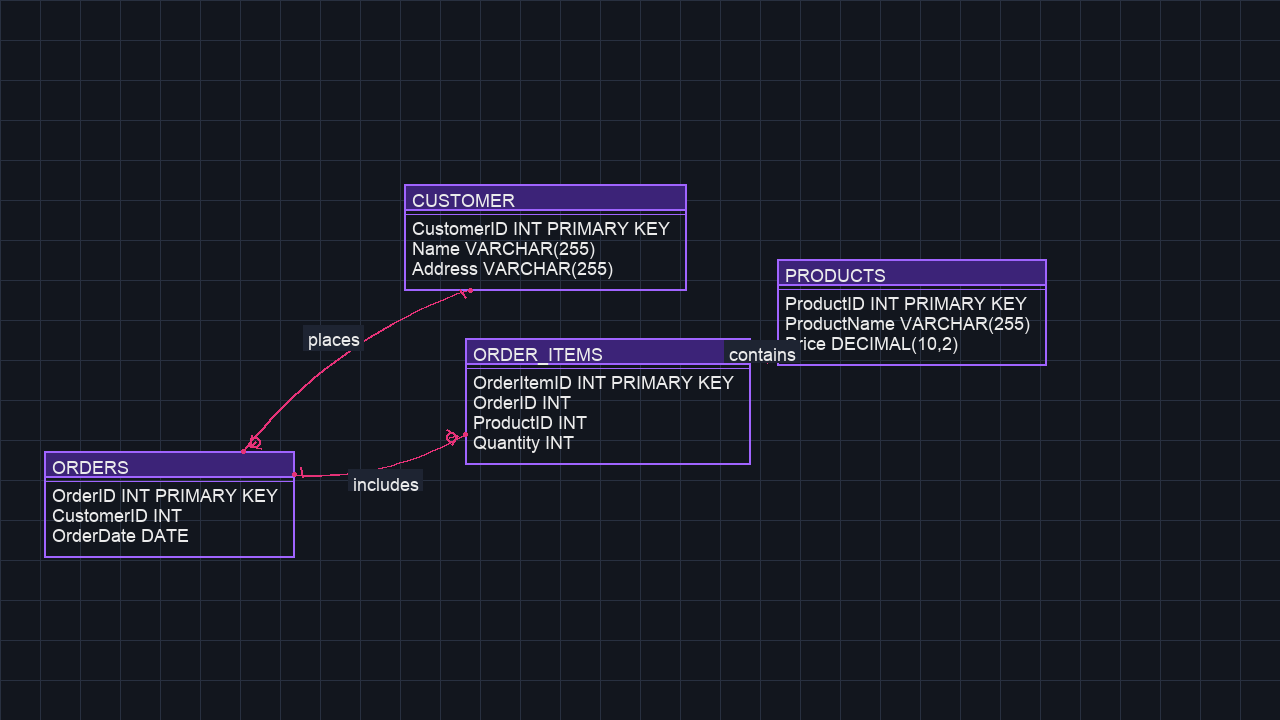 CUSTOMER
CustomerID INT PRIMARY KEY
Name VARCHAR(255)
Address VARCHAR(255)
PRODUCTS
ProductID INT PRIMARY KEY
ProductName VARCHAR(255)
Price DECIMAL(10,2)
places
ORDER_ITEMS
contains
OrderItemID INT PRIMARY KEY
OrderID INT
ProductID INT
Quantity INT
ORDERS
OrderID INT PRIMARY KEY
CustomerID INT
OrderDate DATE
includes